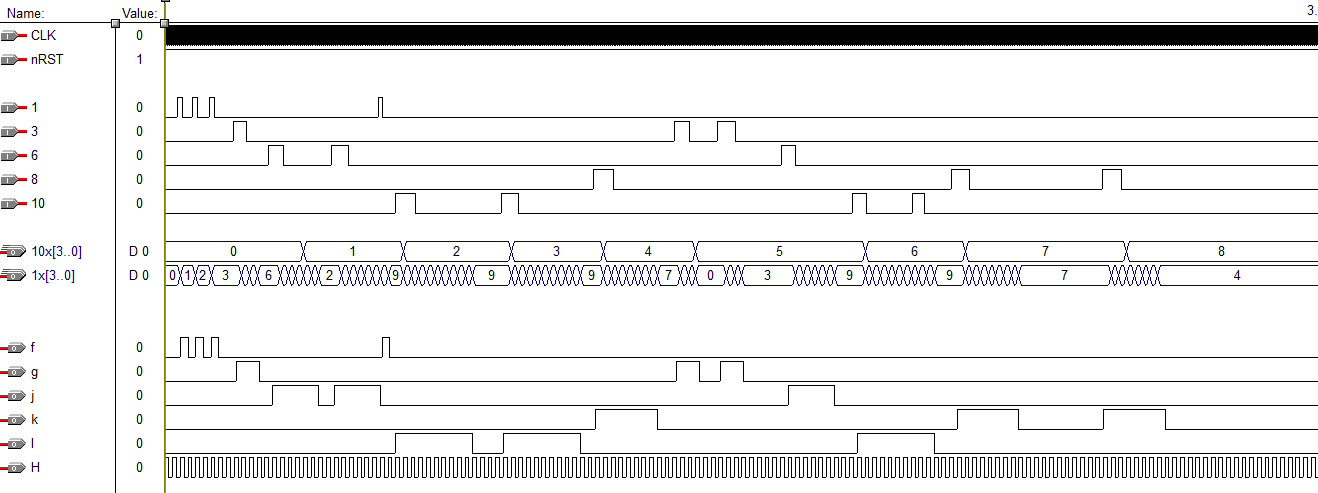 Name: Value: 3.
CLK 0
nRST 1
1 0
3 0
6 0
8 0
10 0
10x[3..0] D 0 0 1 2 3 4 5 6 7 8
1x[3..0] D 0 0 1 2 3 6 2 9 9 9 7 0 3 9 9 7 4
f 0
g 0
j 0
k 0
l 0
H 0